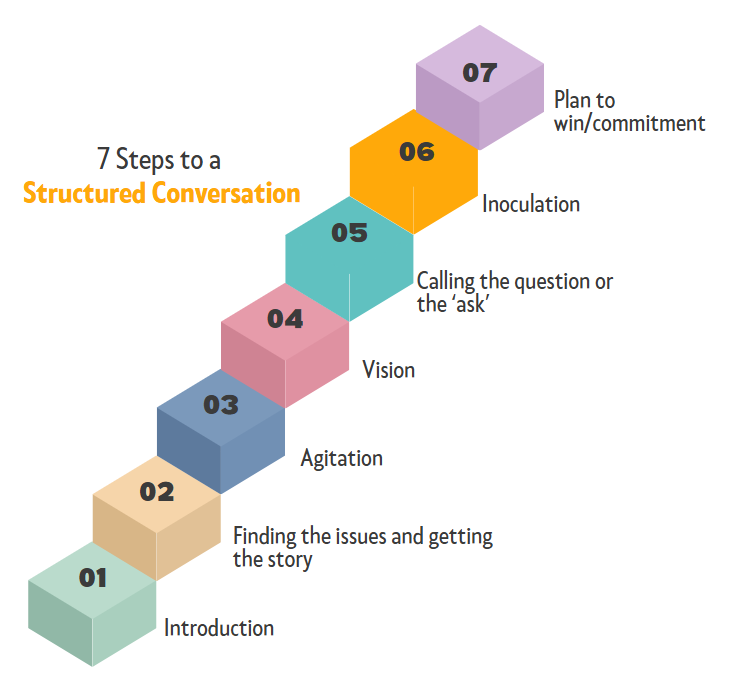 7 Steps to a
Structured Conversation
01
Introduction
02
Finding the issues and getting
the story
03
Agitation
04
Vision
05
Calling the question or
the ‘ask’
06
Inoculation
07
Plan to
win/commitment